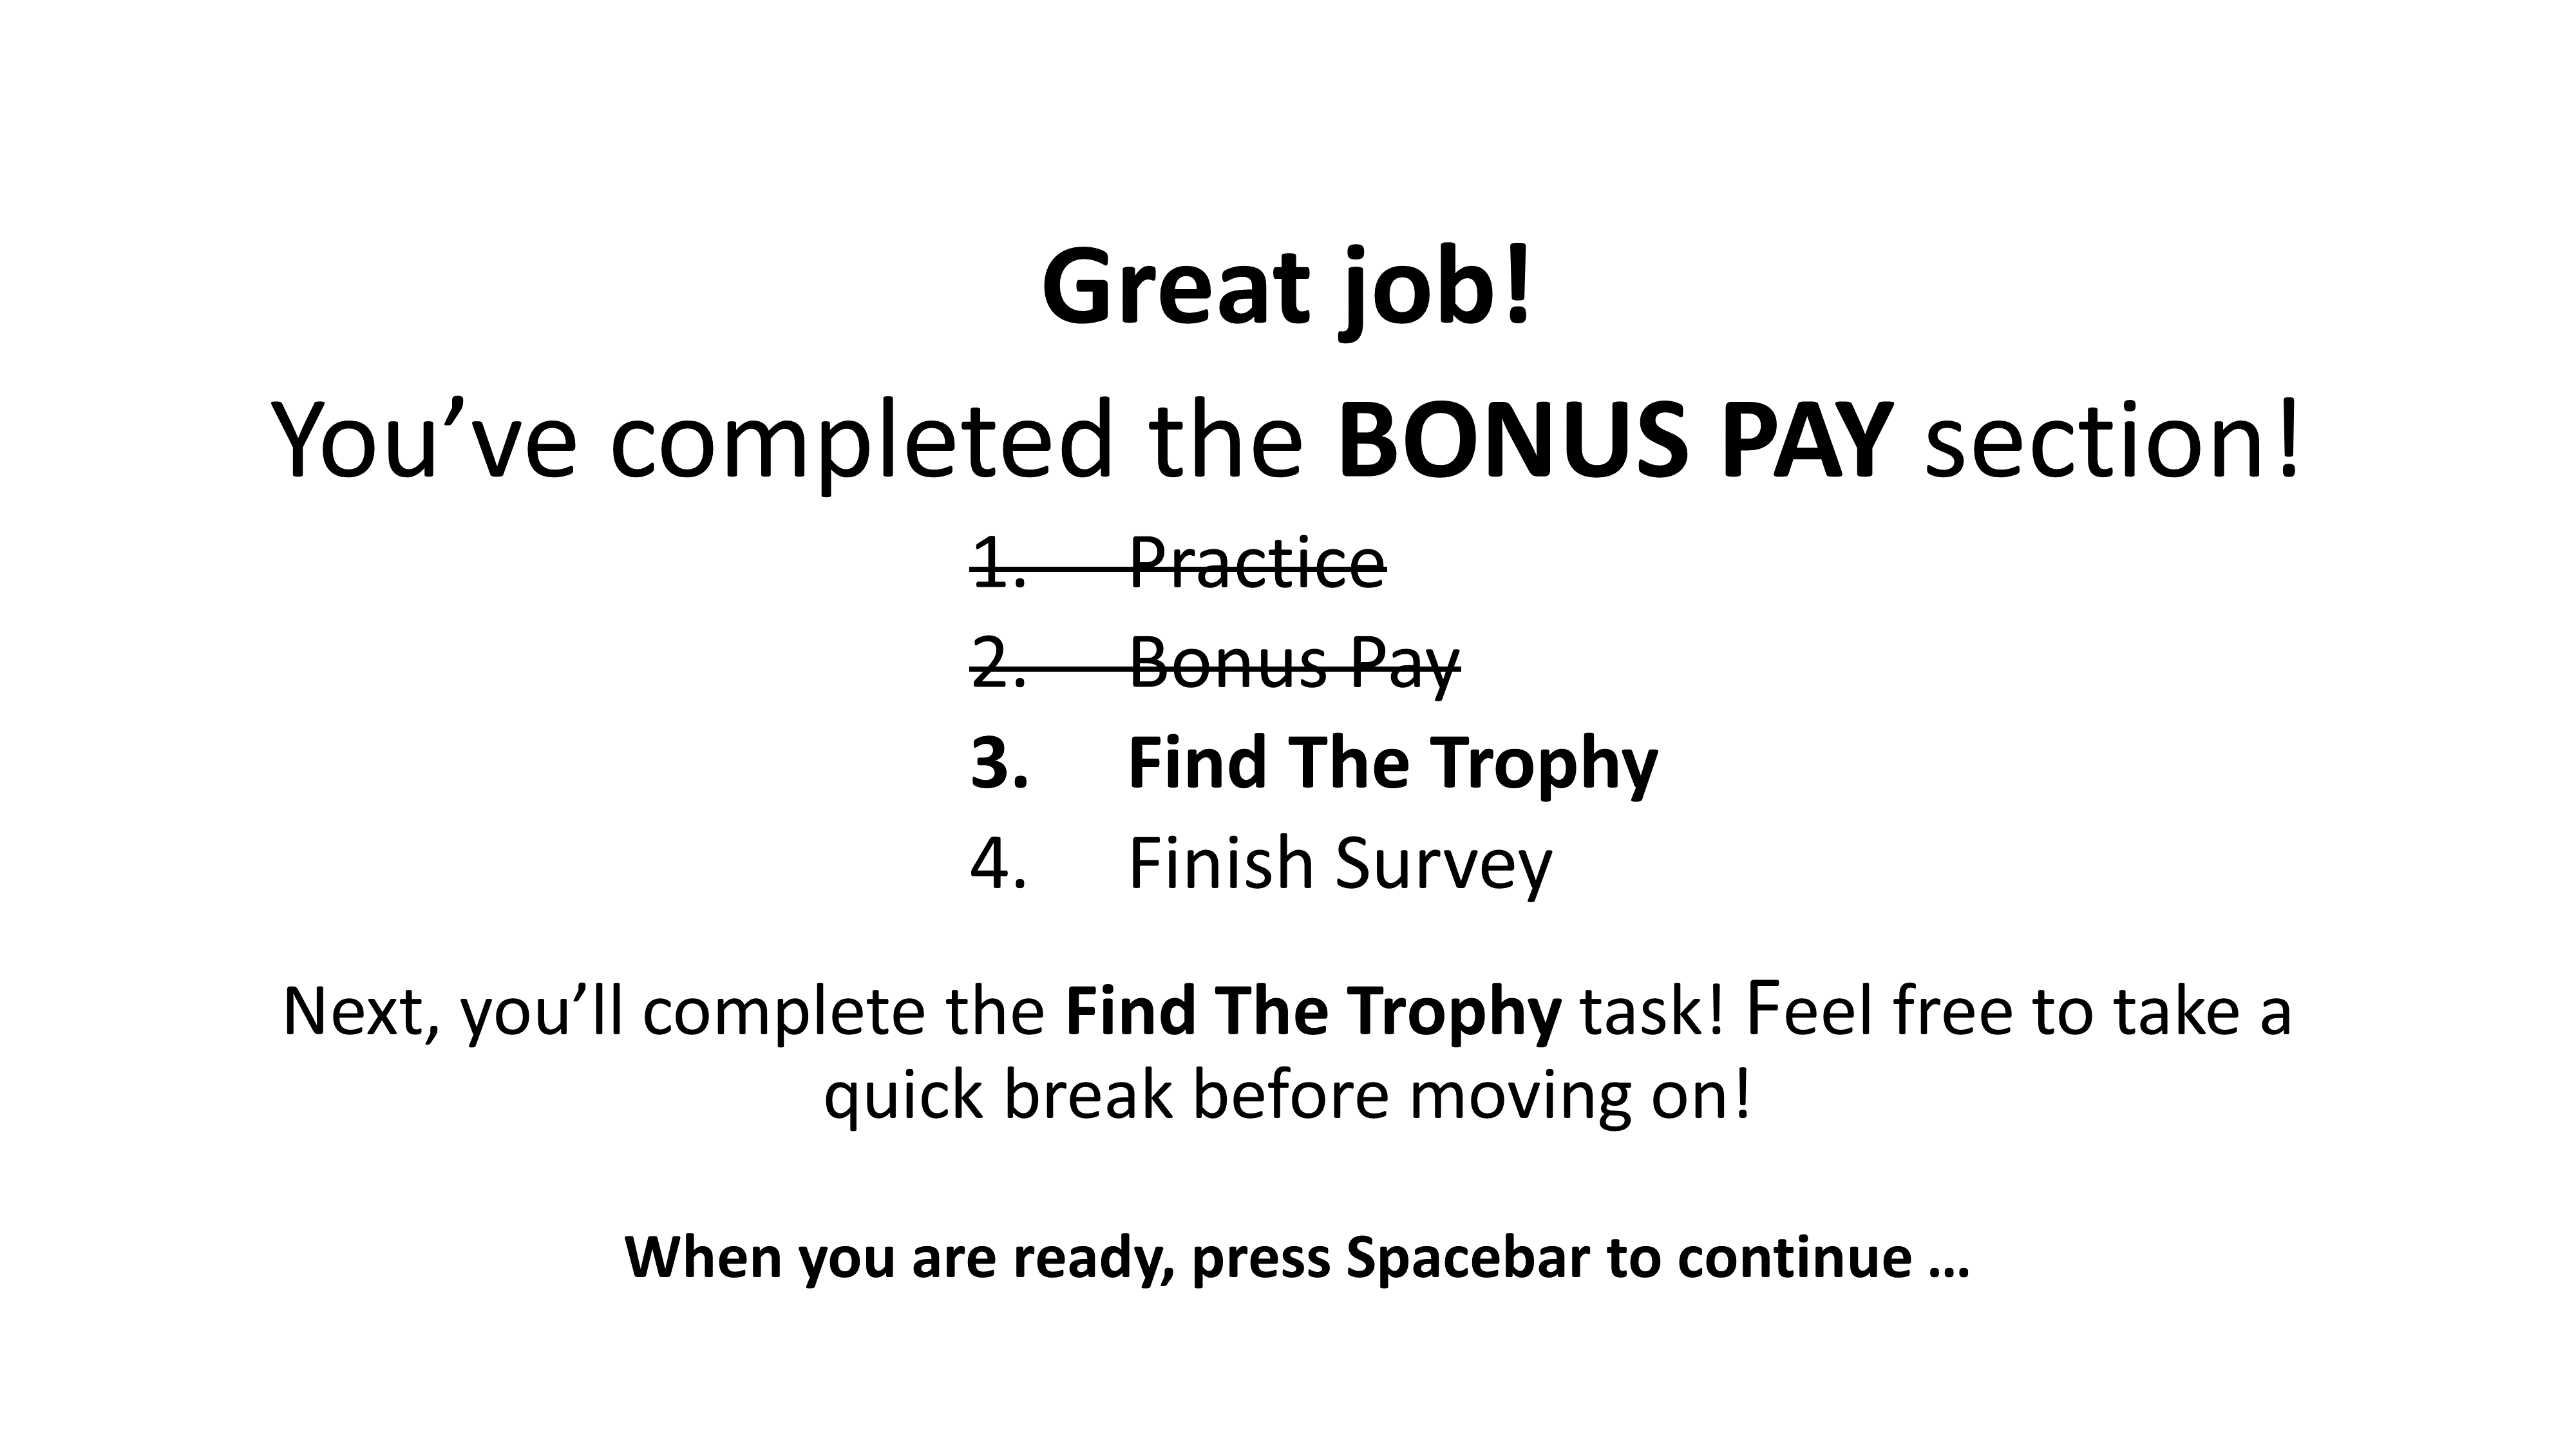 Great job!
You’ve completed the BONUS PAY section!
1. Practice
2. Bonus Pay
3. Find The Trophy
4. Finish Survey
Next, you’ll complete the Find The Trophy task! Feel free to take a
quick break before moving on!
When you are ready, press Spacebar to continue …